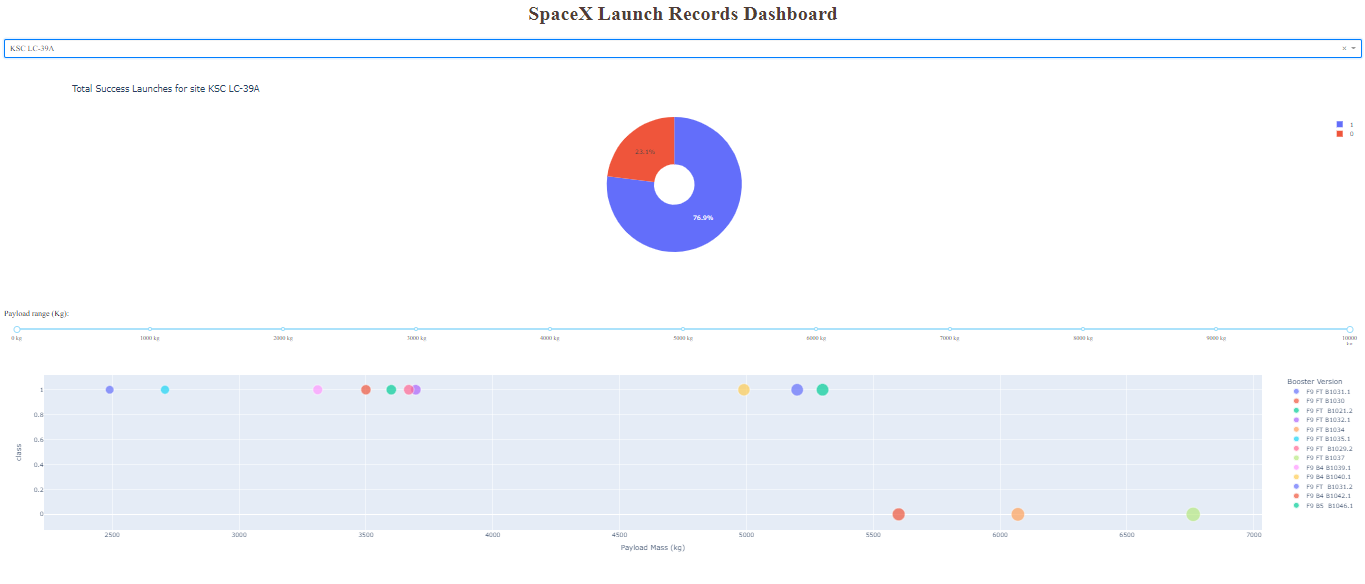 SpaceX Launch Records Dashboard
KSC LC-39A
Total Success Launches for site KSC LC-39A
1
0
23.1%
76.9%
Payload range (Kg):
0 kg 1000 kg 2000 kg 3000 kg 4000 kg 5000 kg 6000 kg 7000 kg 8000 kg 9000 kg 10000
class
1
0.8
0.6
0.4
0.2
0
2500 3000 3500 4000 4500 5000 5500 6000 6500 7000
Payload Mass (kg)
Booster Version
F9 FT B1031.1
F9 FT B1030
F9 FT  B1021.2
F9 FT B1032.1
F9 FT B1034
F9 FT B1035.1
F9 FT  B1029.2
F9 FT B1037
F9 B4 B1039.1
F9 B4 B1040.1
F9 FT  B1031.2
F9 B4 B1042.1
F9 B5  B1046.1